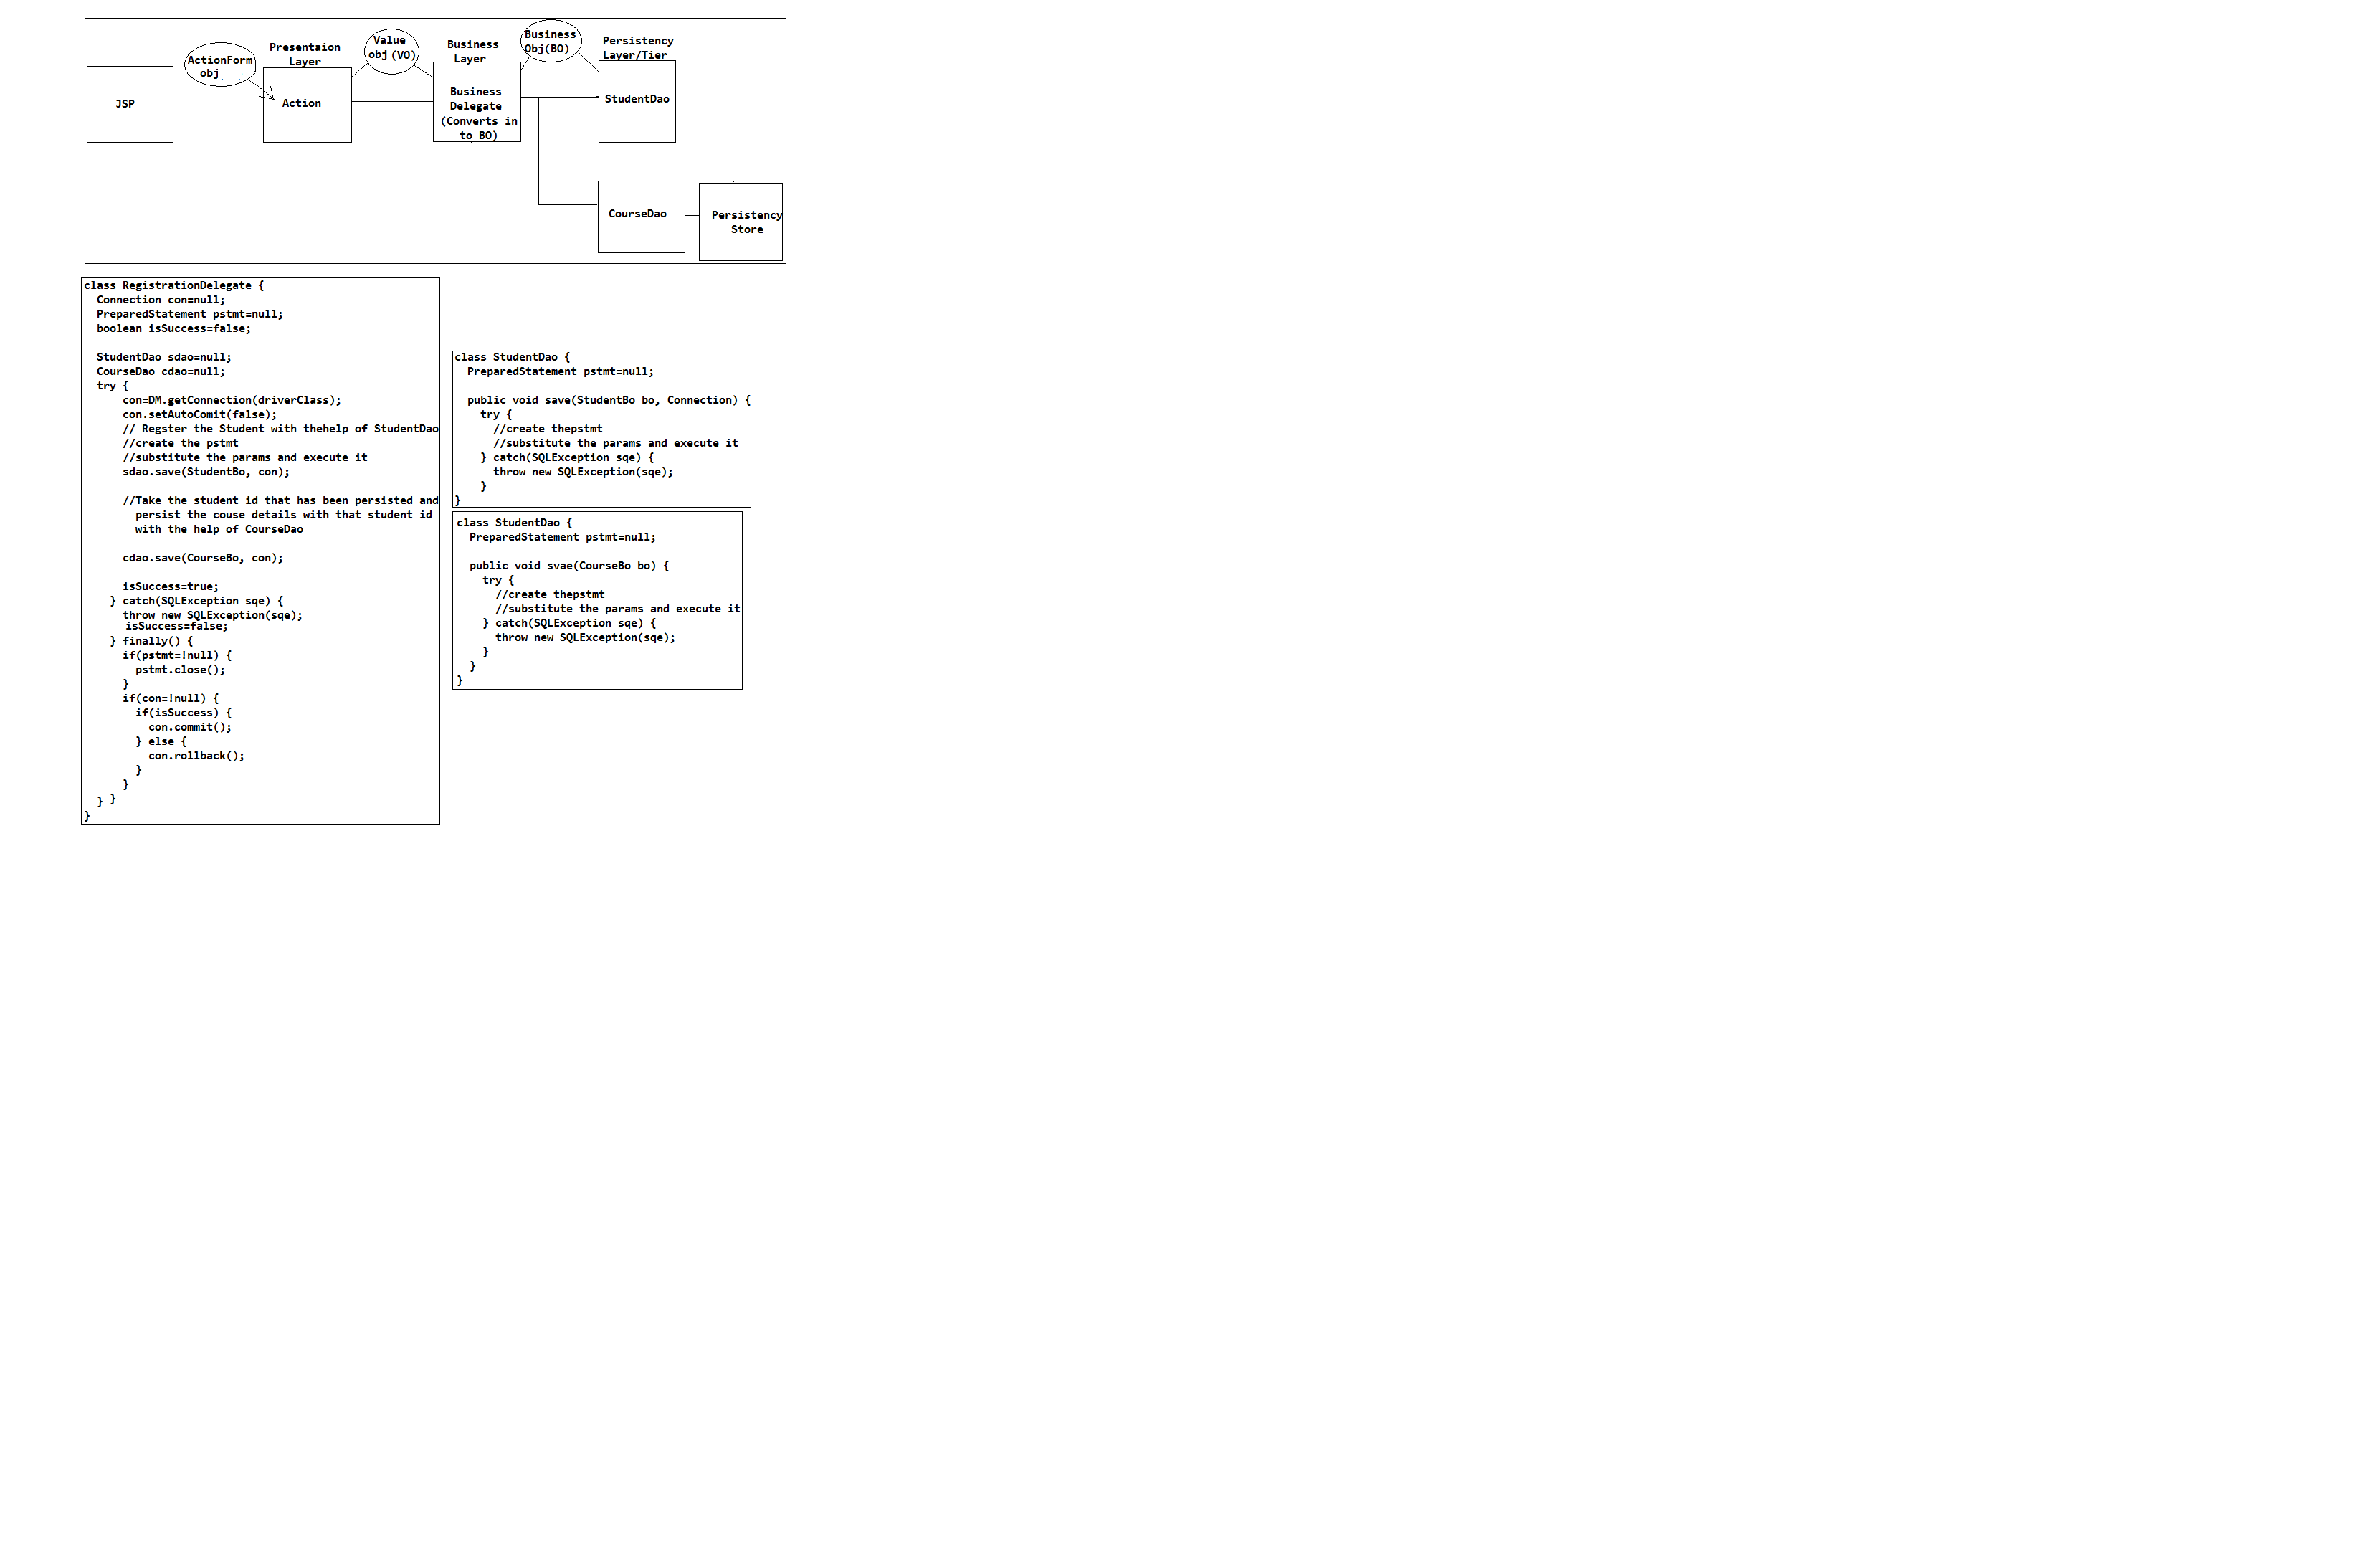 JSP
ActionForm
obj
Presentaion
Layer
Action
Value
obj (VO)
Business
Layer
Business
Delegate
(Converts in
to BO)
Business
Obj(BO)
Persistency
Layer/Tier
StudentDao
CourseDao
Persistency
Store
class RegistrationDelegate {
  Connection con=null;
  PreparedStatement pstmt=null;
  boolean isSuccess=false;
  StudentDao sdao=null;
  CourseDao cdao=null;
  try {
      con=DM.getConnection(driverClass);
      con.setAutoComit(false);
      // Regster the Student with thehelp of StudentDao
      //create the pstmt
      //substitute the params and execute it
      sdao.save(StudentBo, con);
      //Take the student id that has been persisted and
        persist the couse details with that student id
        with the help of CourseDao
      cdao.save(CourseBo, con);
      isSuccess=true;
    } catch(SQLException sqe) {
      throw new SQLException(sqe);
      isSuccess=false;
    } finally() {
      if(pstmt=!null) {
        pstmt.close();
      }
      if(con=!null) {
        if(isSuccess) {
          con.commit();
        } else {
          con.rollback();
        }
      }
  } }
}
class StudentDao {
  PreparedStatement pstmt=null;
  public void save(StudentBo bo, Connection) {
    try {
      //create thepstmt
      //substitute the params and execute it
    } catch(SQLException sqe) {
      throw new SQLException(sqe);
    }
}
class StudentDao {
  PreparedStatement pstmt=null;
  public void svae(CourseBo bo) {
    try {
      //create thepstmt
      //substitute the params and execute it
    } catch(SQLException sqe) {
      throw new SQLException(sqe);
    }
  }
}